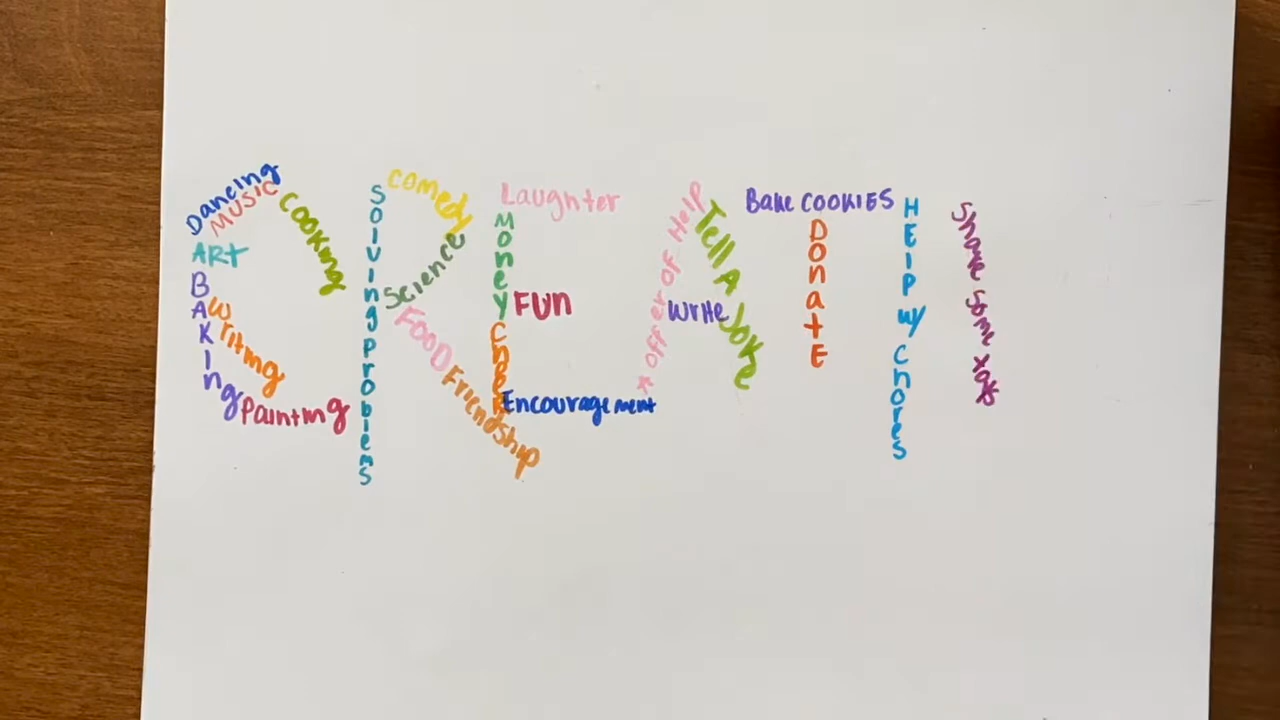 Dancing
MUSIC
COOKING
ART
BAKINg
Writing
Painting
Solving problems
Comedy
Science
FOOD
Friendship
Laughter
Money
FUN
Cheer
Encouragement
* offer of Help
Tell A JOKE
Write
Bake COOKIES
DonatE
HElP w/ Chores